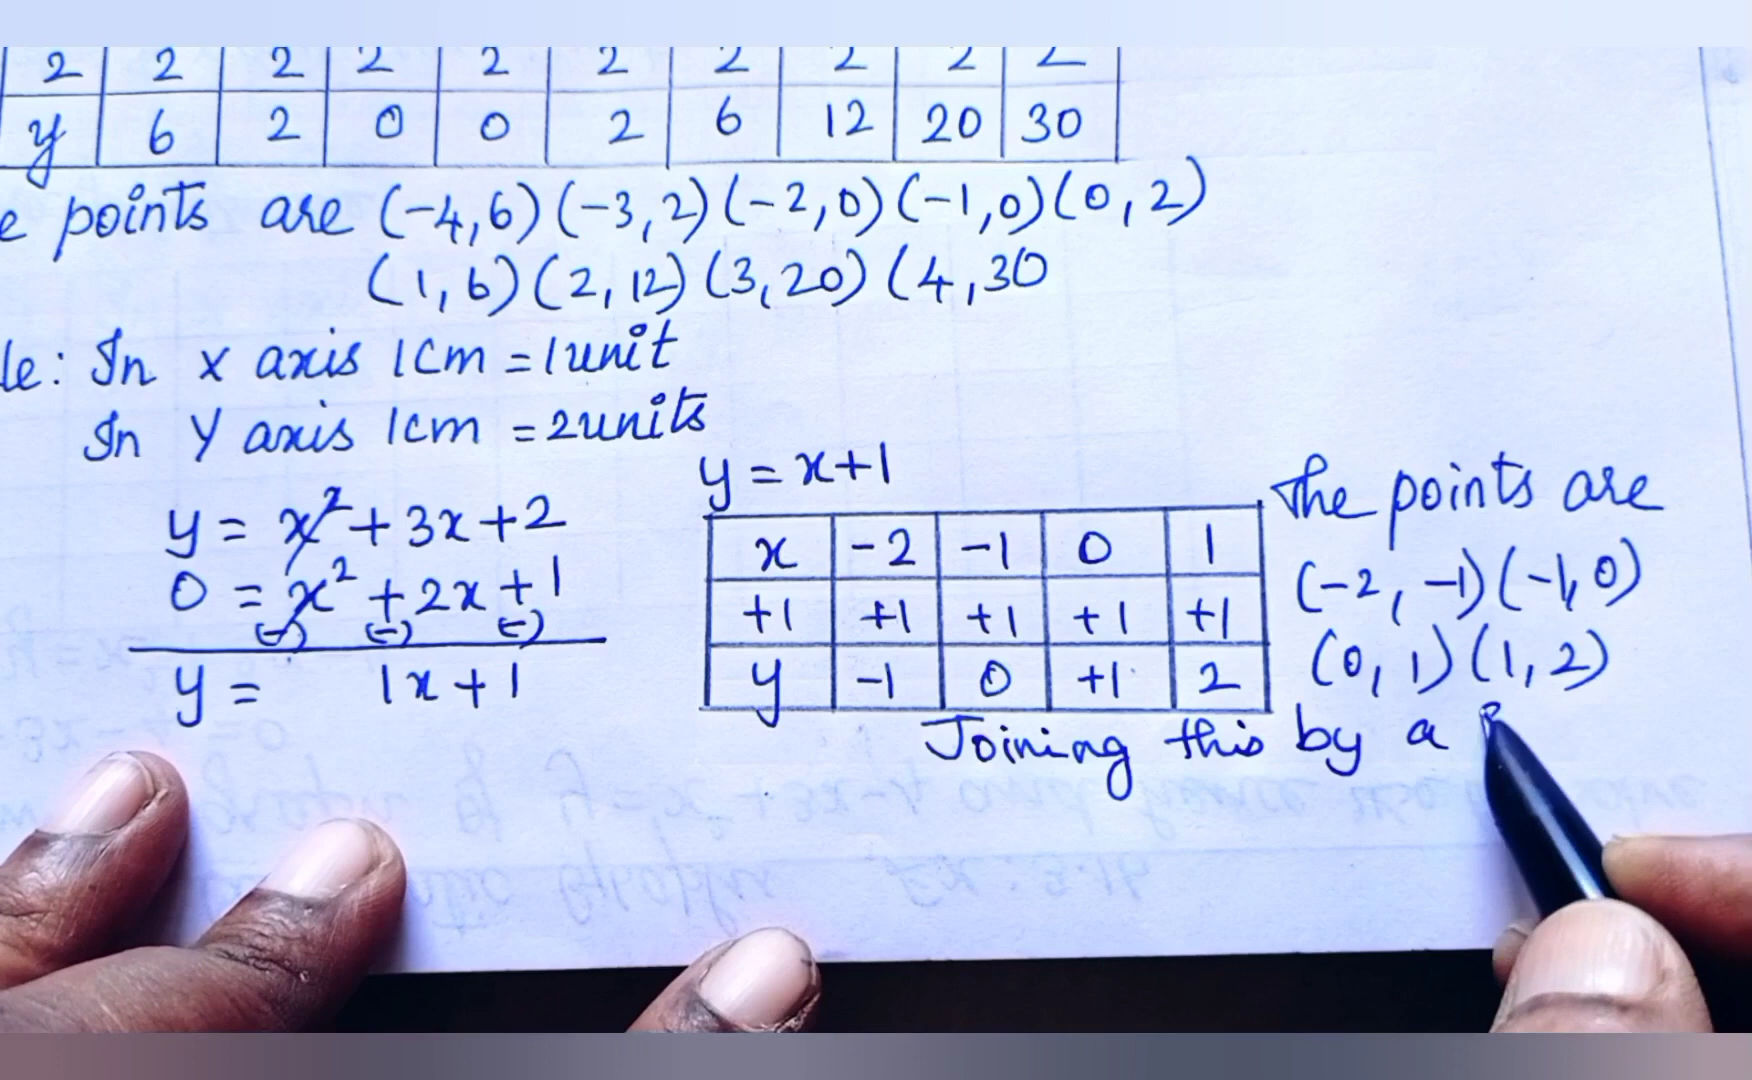 2 2 2 2 2 2 2 2 2 2
y 6 2 0 0 2 6 12 20 30
e points are (-4,6) (-3,2) (-2,0) (-1,0) (0,2)
(1,6) (2,12) (3,20) (4,30
le: In x axis 1cm = 1unit
In Y axis 1cm = 2units
y = x² + 3x + 2
0 = x² + 2x + 1
(-) (-) (-)
y = 1x + 1
y = x+1
x -2 -1 0 1
+1 +1 +1 +1 +1
y -1 0 +1 2
The points are
(-2, -1) (-1,0)
(0, 1) (1, 2)
Joining this by a